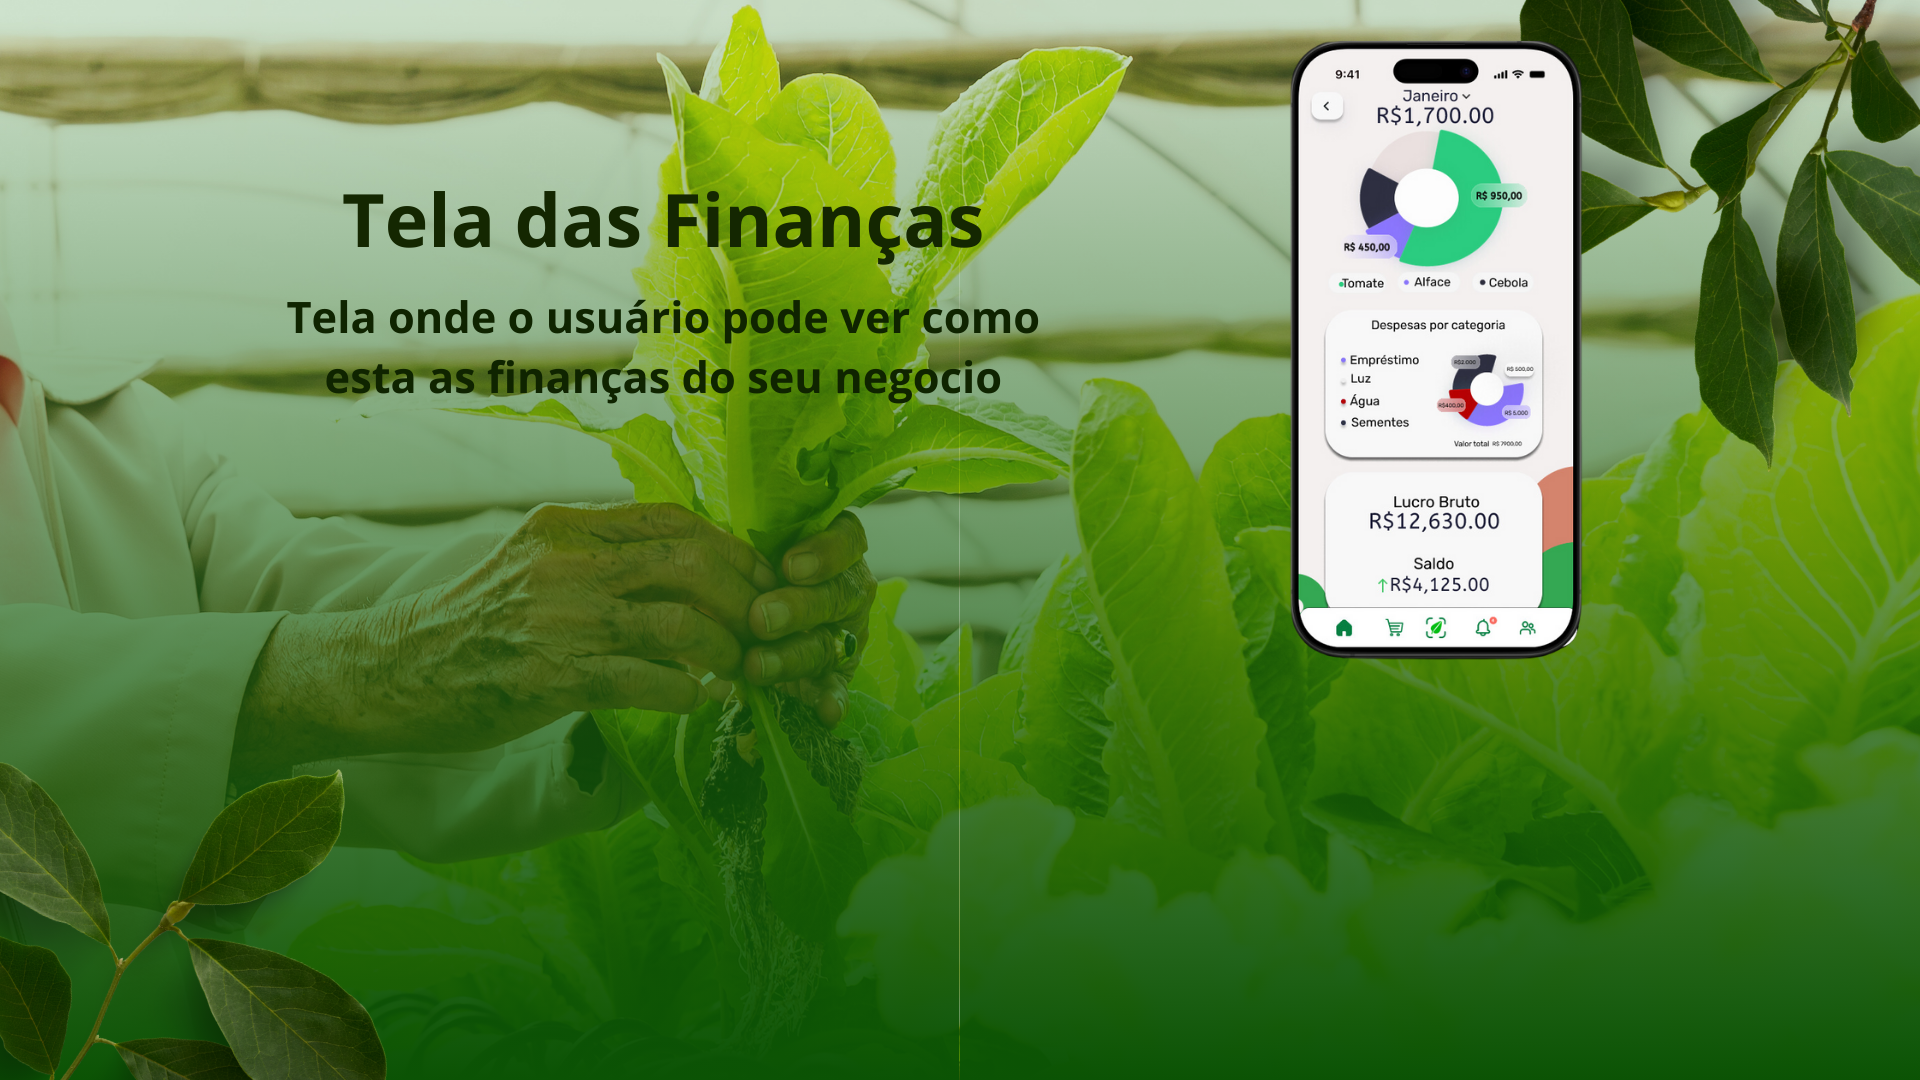 Tela das Finanças
Tela onde o usuário pode ver como
esta as finanças do seu negocio
9:41
Janeiro
R$1,700.00
R$ 950,00
R$ 450,00
Tomate
Alface
Cebola
Despesas por categoria
Empréstimo
Luz
Água
Sementes
R$2.000
R$ 500,00
R$400,00
R$ 5.000
Valor total R$ 7900.00
Lucro Bruto
R$12,630.00
Saldo
↑R$4,125.00